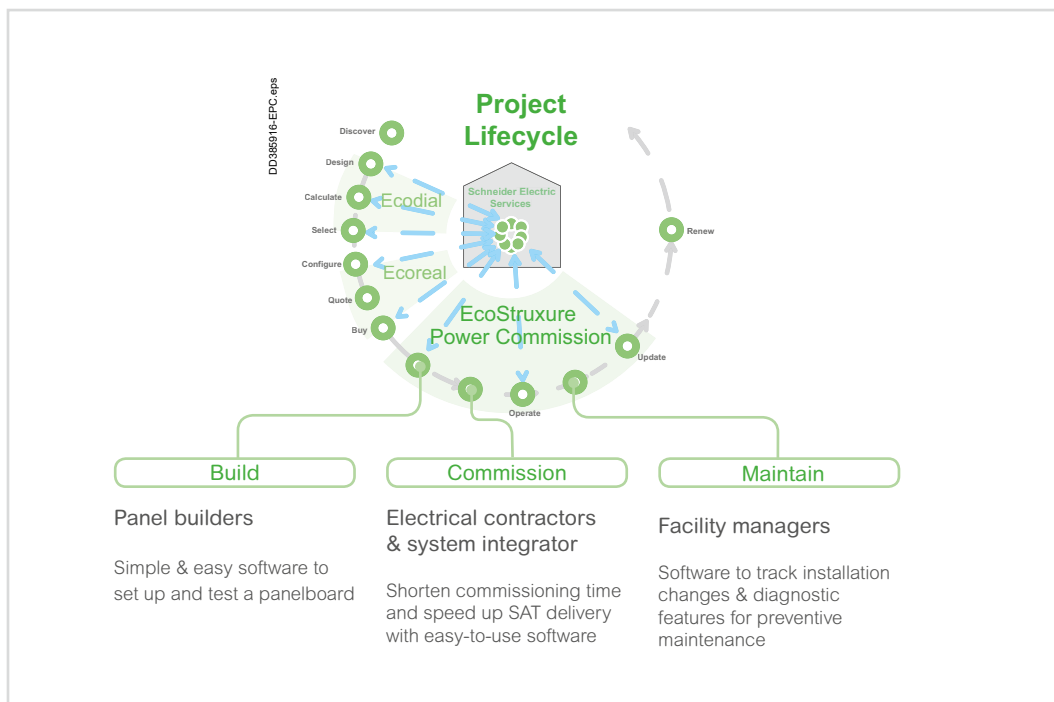 DD385916-EPC.eps
Project
Lifecycle
Discover
Design
Calculate
Select
Configure
Quote
Buy
Ecodial
Ecoreal
Schneider Electric
Services
EcoStruxure
Power Commission
Operate
Update
Renew
Build
Panel builders
Simple & easy software to
set up and test a panelboard
Commission
Electrical contractors
& system integrator
Shorten commissioning time
and speed up SAT delivery
with easy-to-use software
Maintain
Facility managers
Software to track installation
changes & diagnostic
features for preventive
maintenance